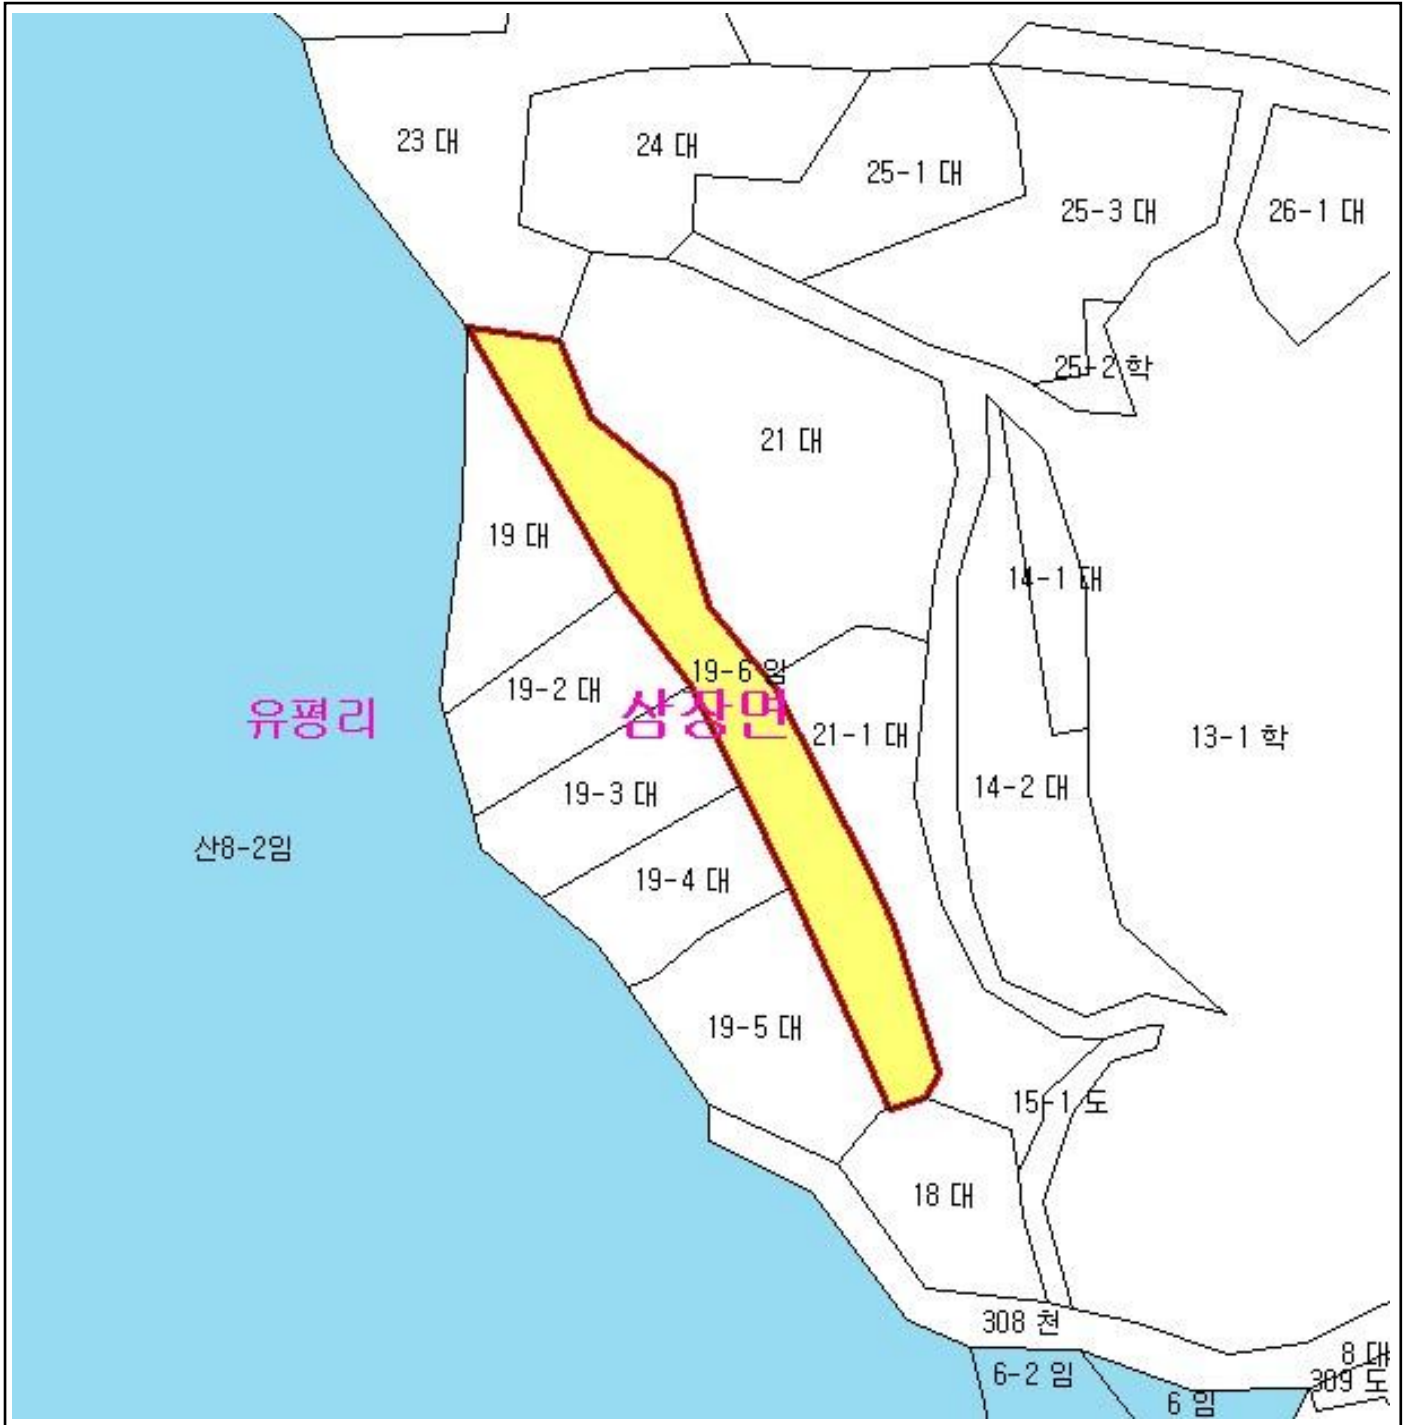 23 대
24 대
25-1 대
25-3 대
26-1 대
25-2 학
21 대
19 대
14-1 대
19-6 임
19-2 대
유평리
삼장면
21-1 대
13-1 학
19-3 대
14-2 대
산8-2임
19-4 대
19-5 대
15-1 도
18 대
308 천
8 대
6-2 임
309 도
6 임